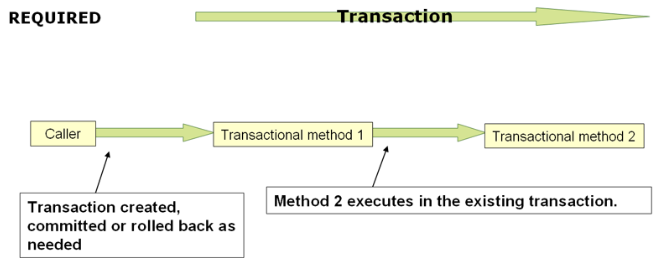 REQUIRED
Transaction
Caller
Transactional method 1
Transactional method 2
Transaction created,
committed or rolled back as
needed
Method 2 executes in the existing transaction.